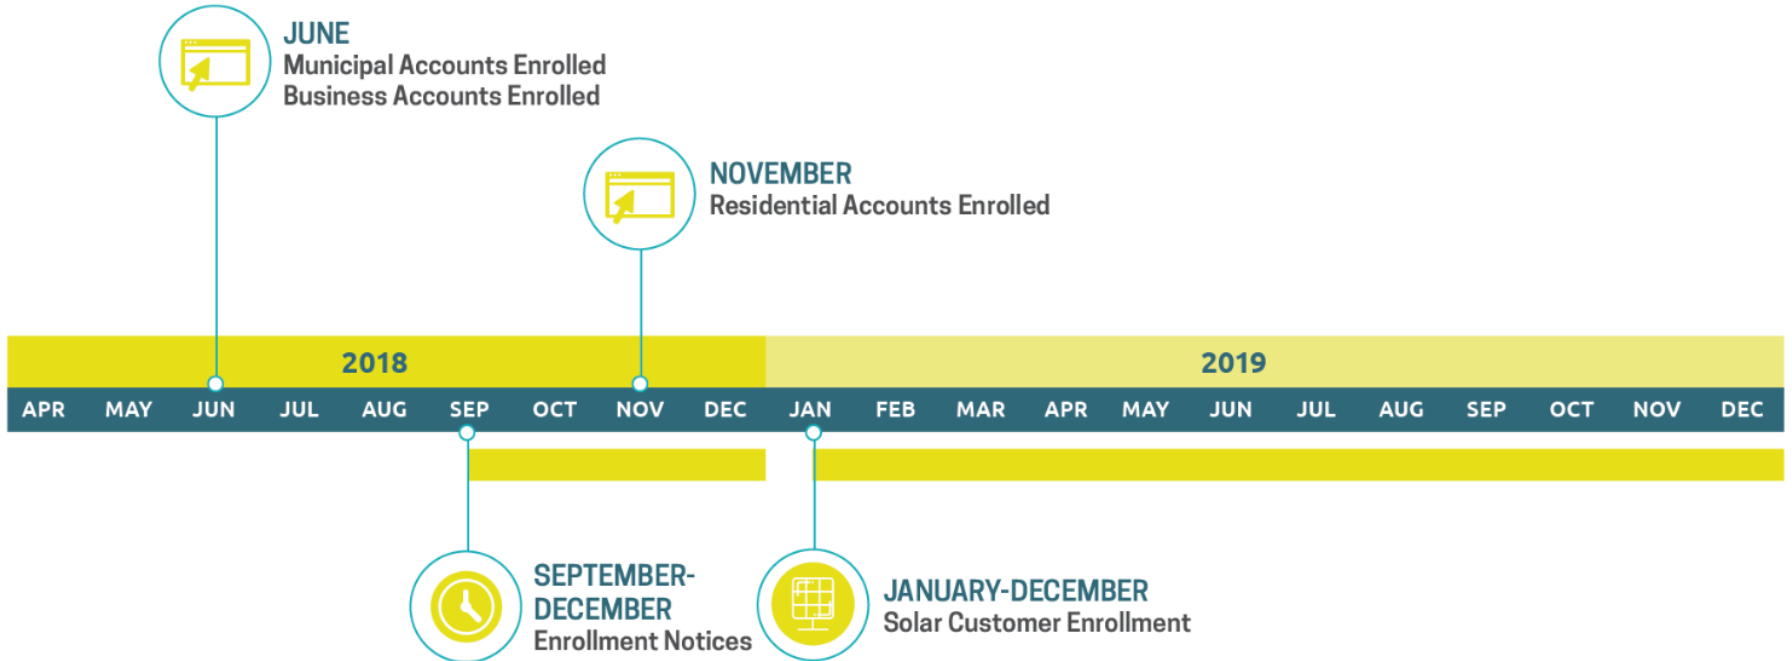 JUNE
Municipal Accounts Enrolled
Business Accounts Enrolled
NOVEMBER
Residential Accounts Enrolled
2018 2019
APR MAY JUN JUL AUG SEP OCT NOV DEC JAN FEB MAR APR MAY JUN JUL AUG SEP OCT NOV DEC
SEPTEMBER-
DECEMBER
Enrollment Notices
JANUARY-DECEMBER
Solar Customer Enrollment